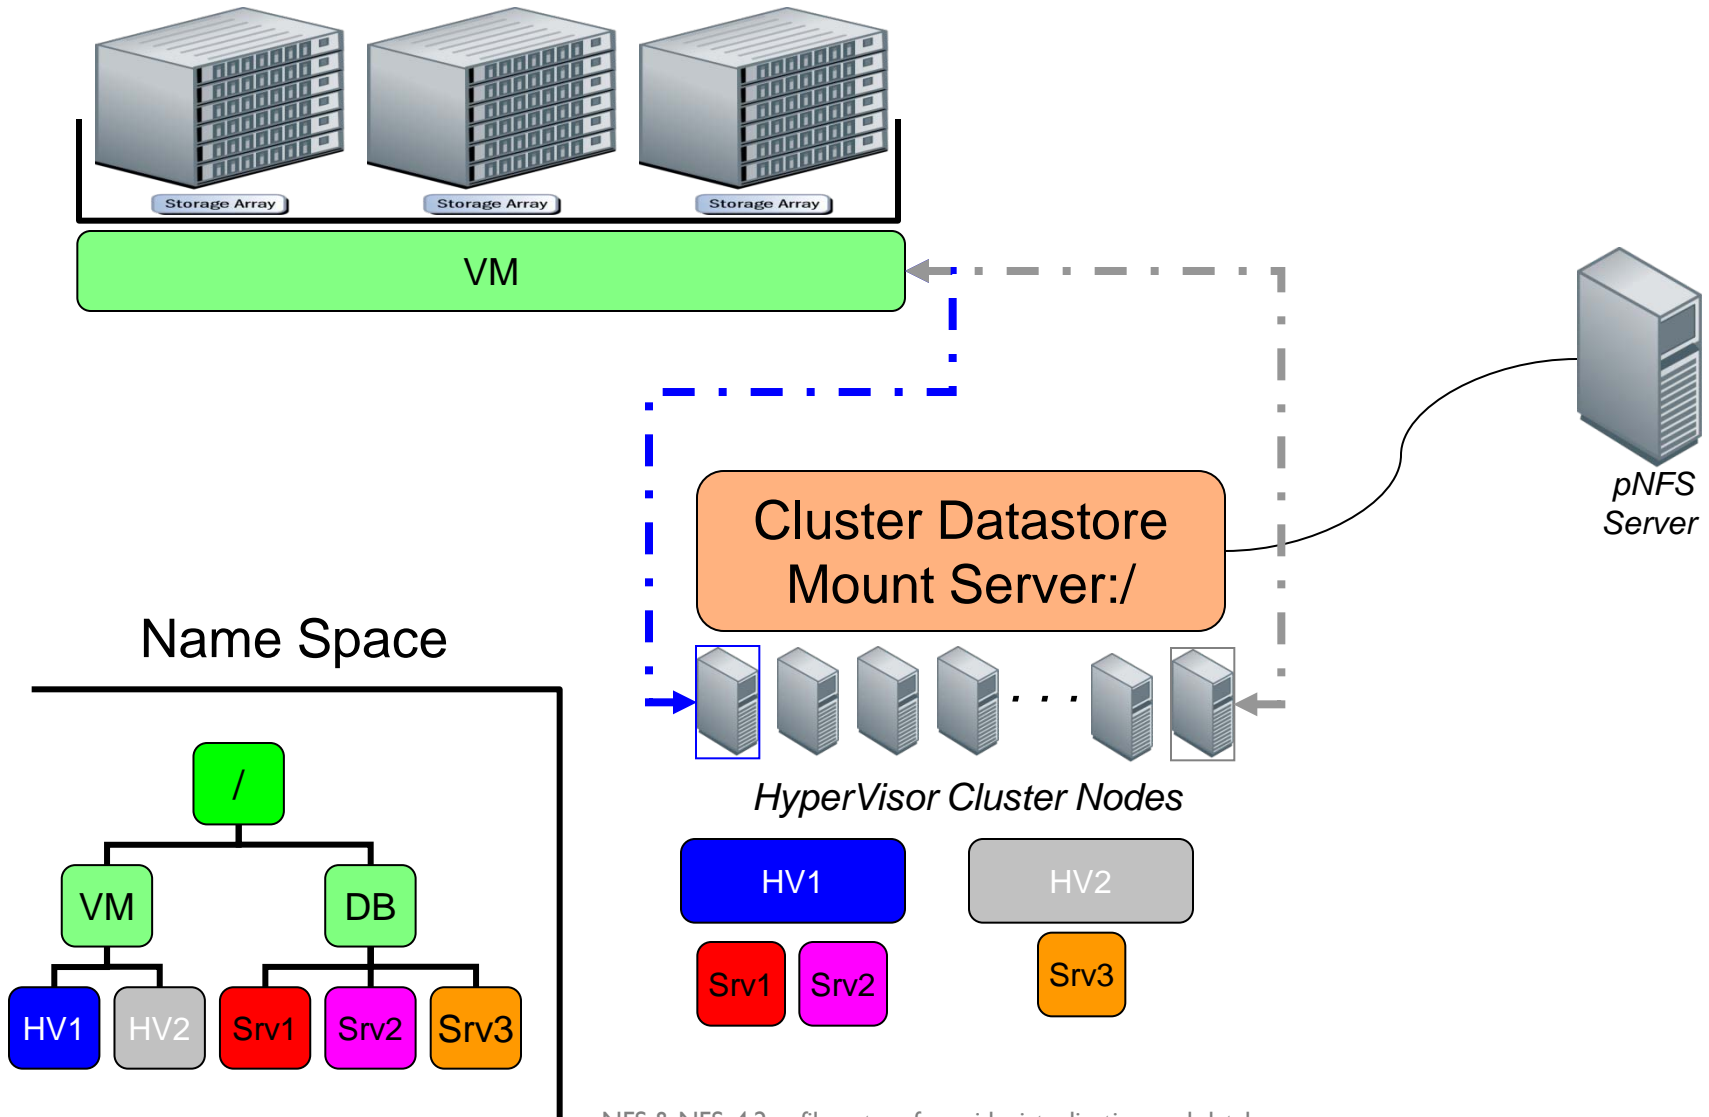 Storage Array
Storage Array
Storage Array
VM
pNFS
Server
Cluster Datastore
Mount Server:/
. . .
HyperVisor Cluster Nodes
HV1
HV2
Srv1
Srv2
Srv3
Name Space
/
VM
DB
HV1
HV2
Srv1
Srv2
Srv3